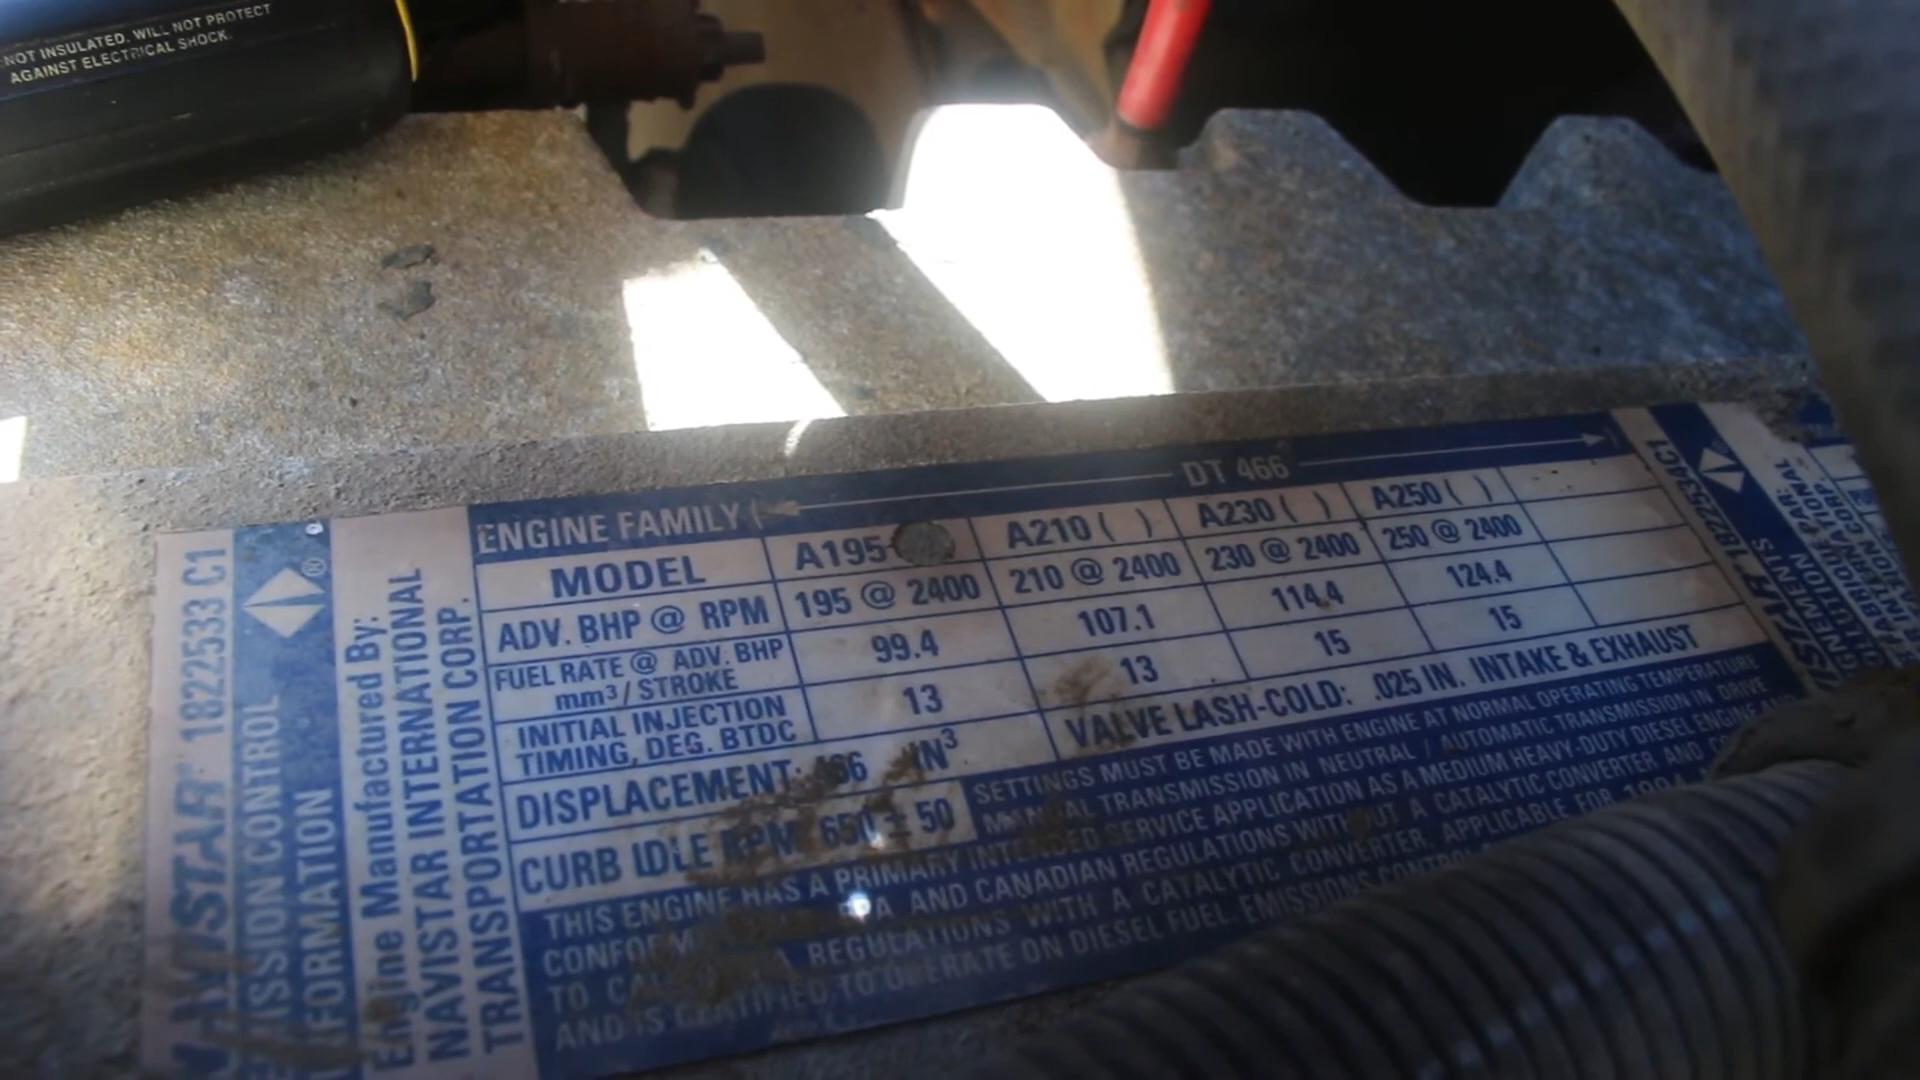 NOT INSULATED. WILL NOT PROTECT
AGAINST ELECTRICAL SHOCK.
1822533 C1
CONTROL
Engine Manufactured By:
NAVISTAR INTERNATIONAL
TRANSPORTATION CORP.
ENGINE FAMILY DT 466
MODEL A195 A210 ( ) A230 ( ) A250 ( )
ADV. BHP @ RPM 195 @ 2400 210 @ 2400 230 @ 2400 250 @ 2400
FUEL RATE @ ADV. BHP
mm³/STROKE 99.4 107.1 114.4 124.4
INITIAL INJECTION
TIMING, DEG. BTDC 13 13 15 15
DISPLACEMENT: 466 IN³ VALVE LASH-COLD: .025 IN. INTAKE & EXHAUST
CURB IDLE RPM 650 ± 50
SETTINGS MUST BE MADE WITH ENGINE AT NORMAL OPERATING TEMPERATURE
MANUAL TRANSMISSION IN NEUTRAL / AUTOMATIC TRANSMISSION IN DRIVE
THIS ENGINE HAS A PRIMARY INTENDED SERVICE APPLICATION AS A MEDIUM HEAVY-DUTY DIESEL ENGINE
AND CANADIAN REGULATIONS WITHOUT A CATALYTIC CONVERTER AND
TO REGULATIONS WITH A CATALYTIC CONVERTER, APPLICABLE FOR
AND IS CERTIFIED TO OPERATE ON DIESEL FUEL. EMISSIONS
1822534C1